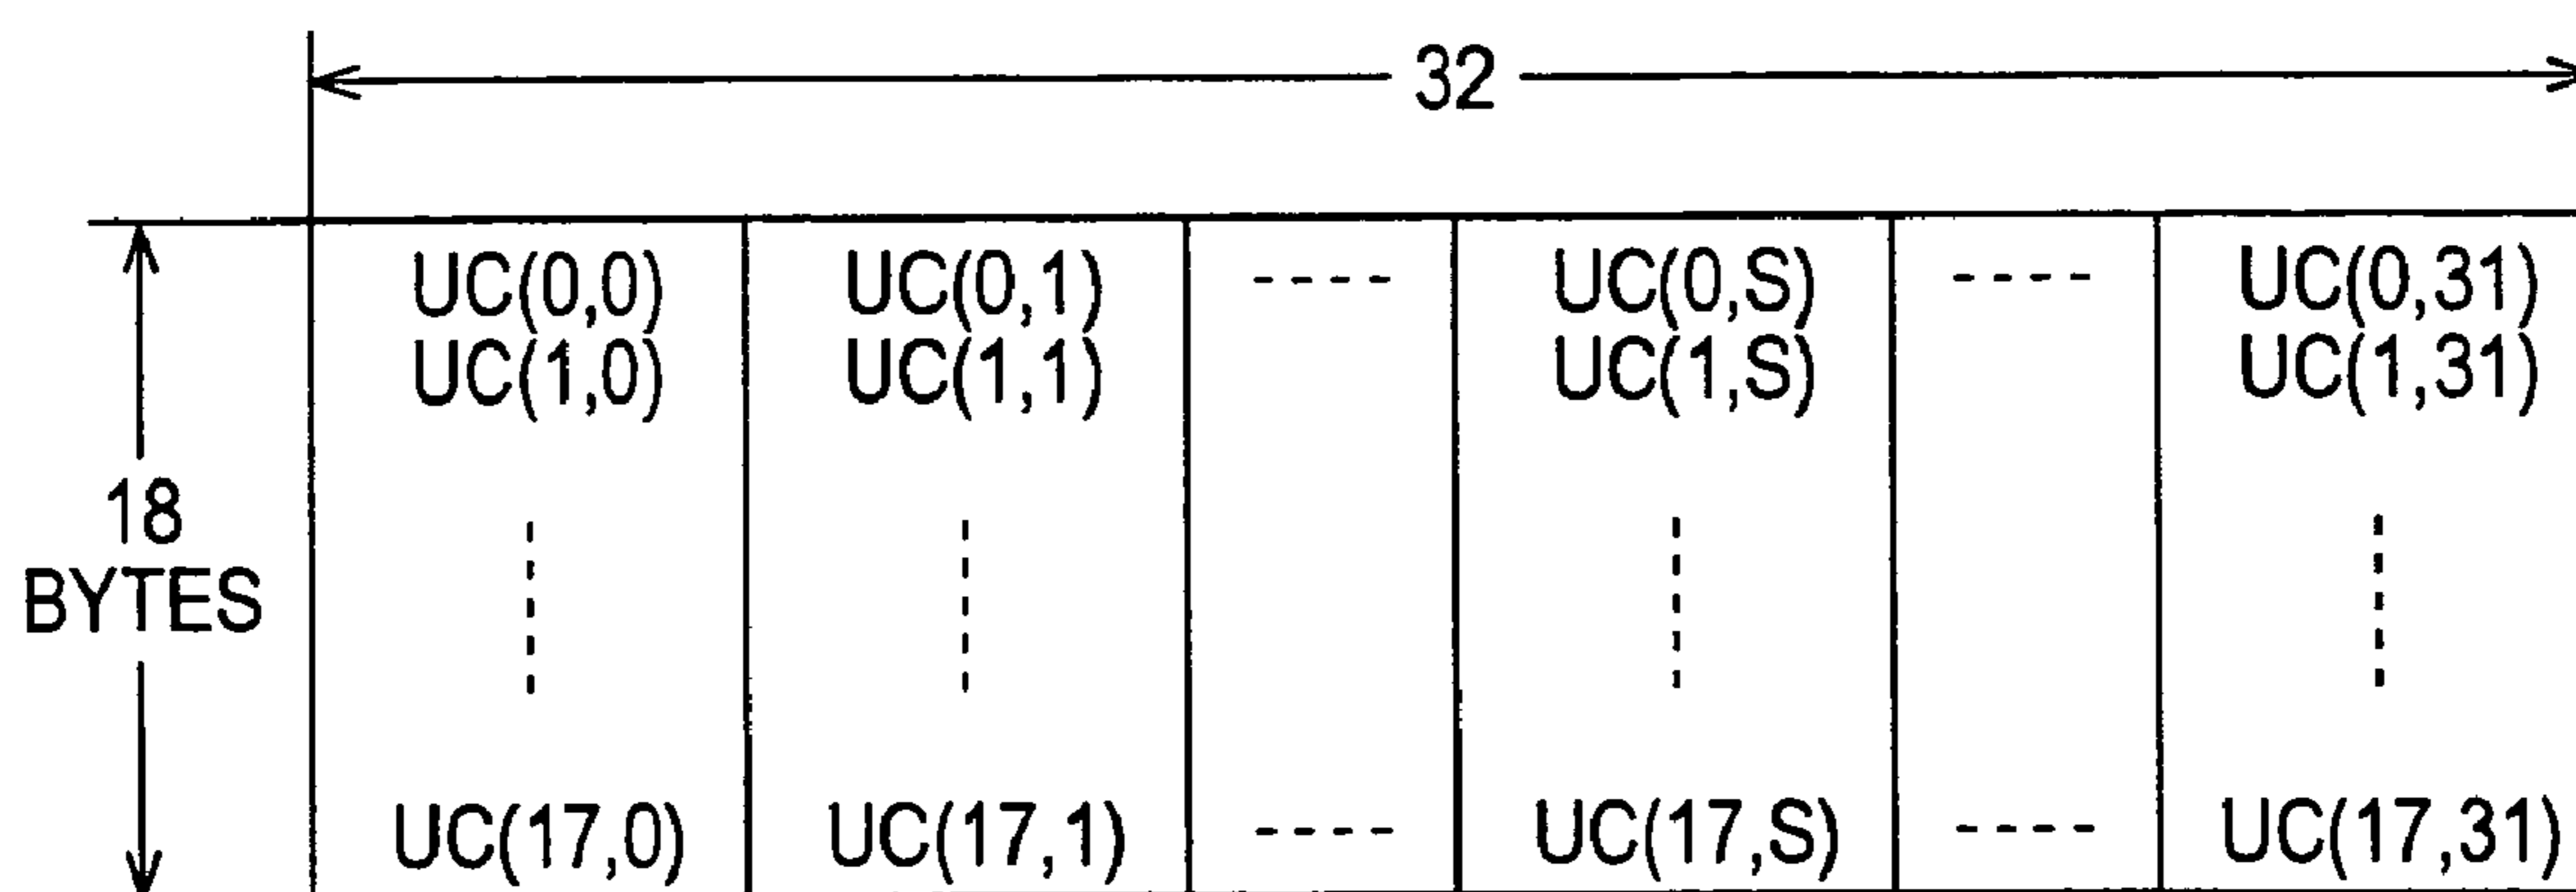 32
UC(0,0) UC(0,1) ---- UC(0,S) ---- UC(0,31)
UC(1,0) UC(1,1) UC(1,S) UC(1,31)
18
BYTES
UC(17,0) UC(17,1) ---- UC(17,S) ---- UC(17,31)